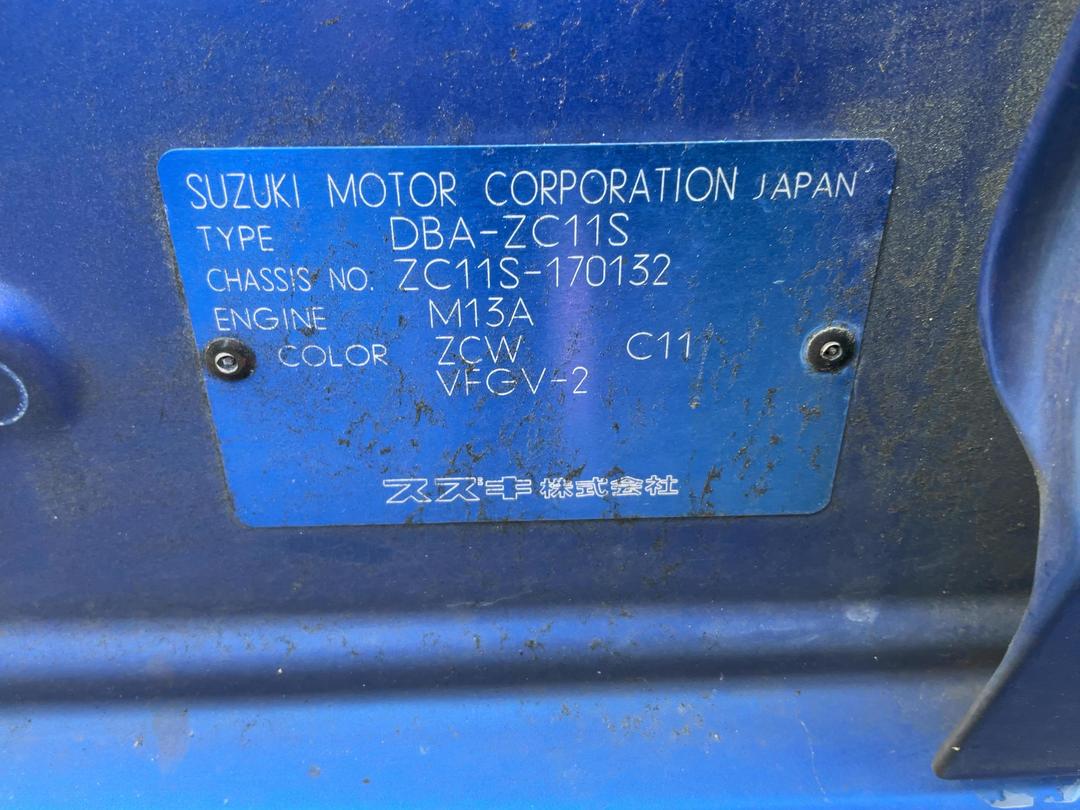 SUZUKI MOTOR CORPORATION JAPAN
TYPE DBA-ZC11S
CHASSIS NO. ZC11S-170132
ENGINE M13A
COLOR ZCW C11
VFGV-2
スズキ株式会社